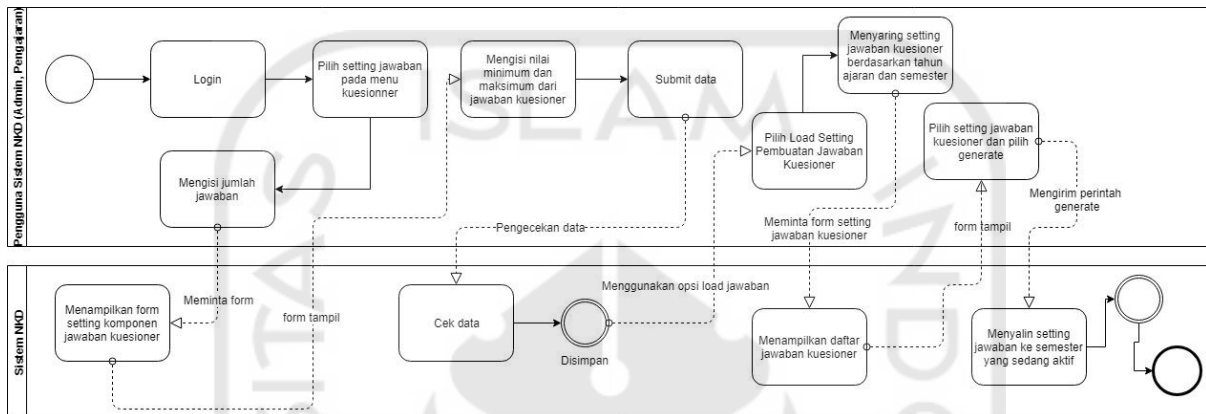 Pengguna Sistem NKD (Admin, Pengajaran)
Login
Pilih setting jawaban
pada menu
kuesionner
Mengisi nilai
minimum dan
maksimum dari
jawaban kuesioner
Submit data
Menyaring setting
jawaban kuesioner
berdasarkan tahun
ajaran dan semester
Pilih Load Setting
Pembuatan Jawaban
Kuesioner
Pilih setting jawaban
kuesioner dan pilih
generate
Mengisi jumlah
jawaban
Pengecekan data
Meminta form setting
jawaban kuesioner
form tampil
Mengirim perintah
generate
Sistem NKD
Menampilkan form
setting komponen
jawaban kuesioner
Meminta form
form tampil
Cek data
Disimpan
Menggunakan opsi load jawaban
Menampilkan daftar
jawaban kuesioner
Menyalin setting
jawaban ke semester
yang sedang aktif
ISLAM
ITAS